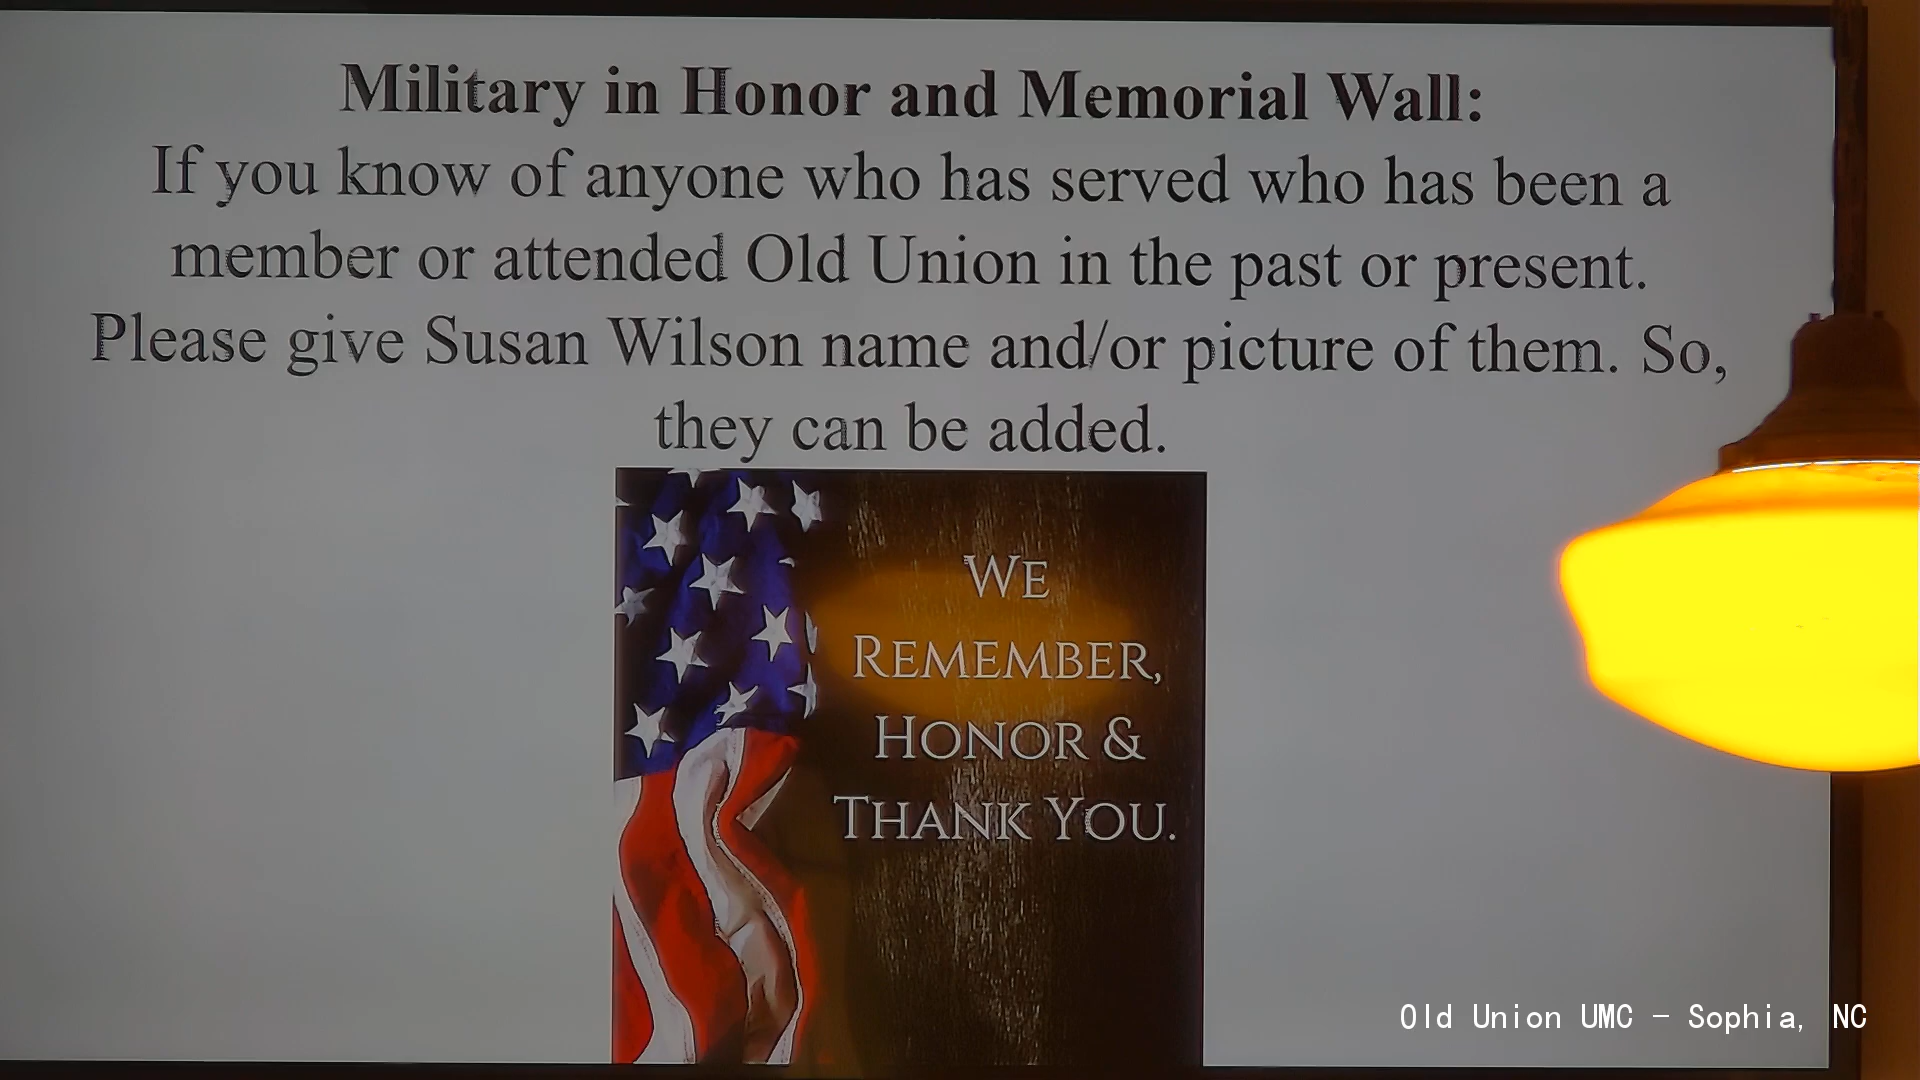 Military in Honor and Memorial Wall:
If you know of anyone who has served who has been a
member or attended Old Union in the past or present.
Please give Susan Wilson name and/or picture of them. So,
they can be added.
WE
REMEMBER,
HONOR &
THANK YOU.
Old Union UMC - Sophia, NC